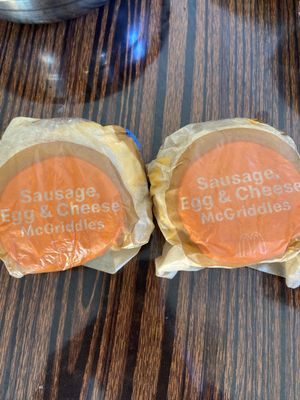 Sausage,
Egg & Cheese
McGriddles
Sausage,
Egg & Cheese
McGriddles